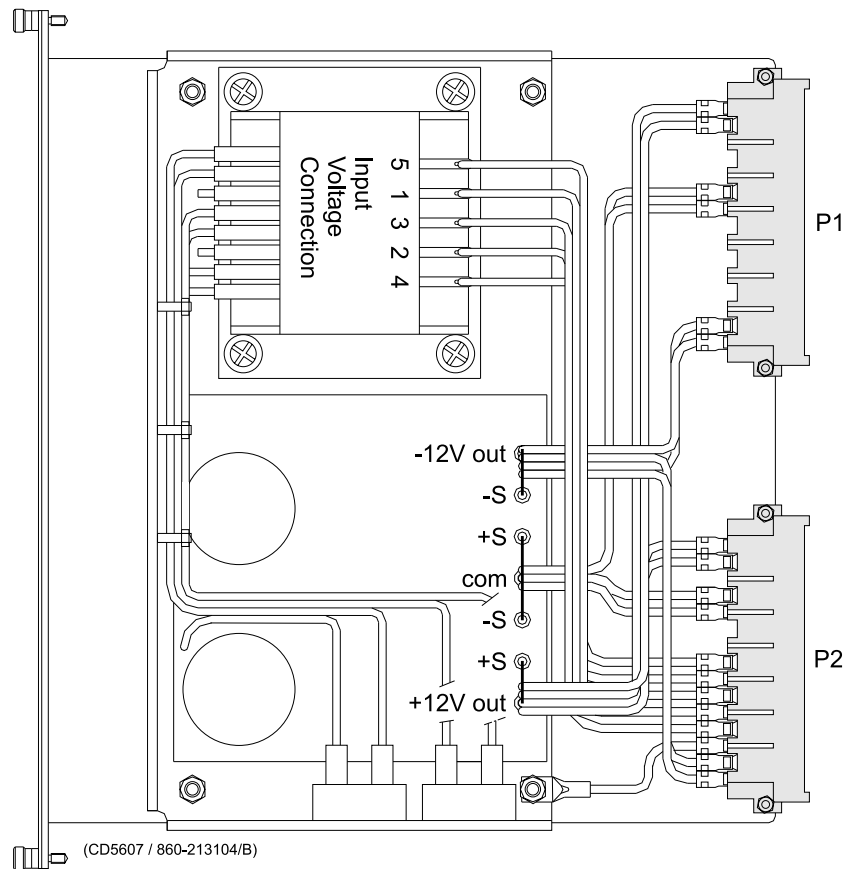 Input
Voltage
Connection
5 1 3 2 4
P1
-12V out
-S
+S
com
-S
+S
+12V out
P2
(CD5607 / 860-213104/B)